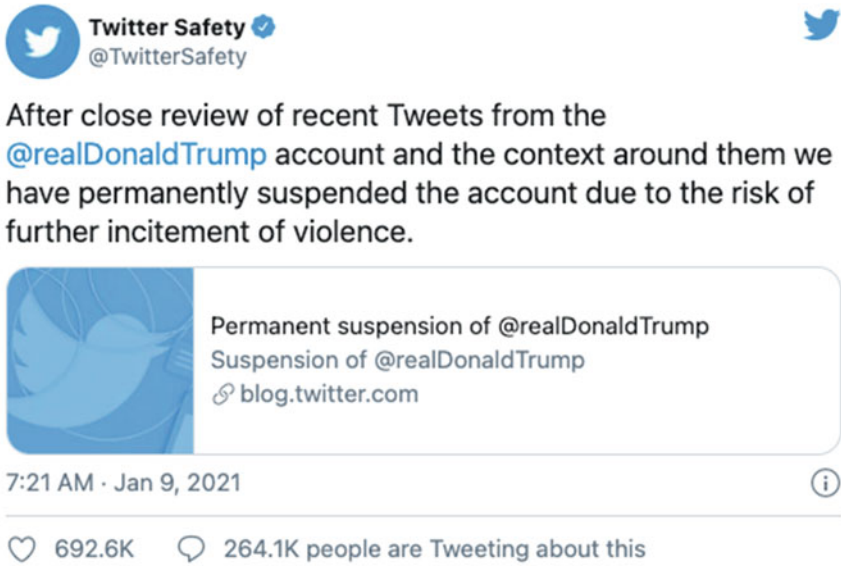 Twitter Safety
@TwitterSafety
After close review of recent Tweets from the
@realDonaldTrump account and the context around them we
have permanently suspended the account due to the risk of
further incitement of violence.
Permanent suspension of @realDonaldTrump
Suspension of @realDonaldTrump
blog.twitter.com
7:21 AM · Jan 9, 2021
692.6K 264.1K people are Tweeting about this